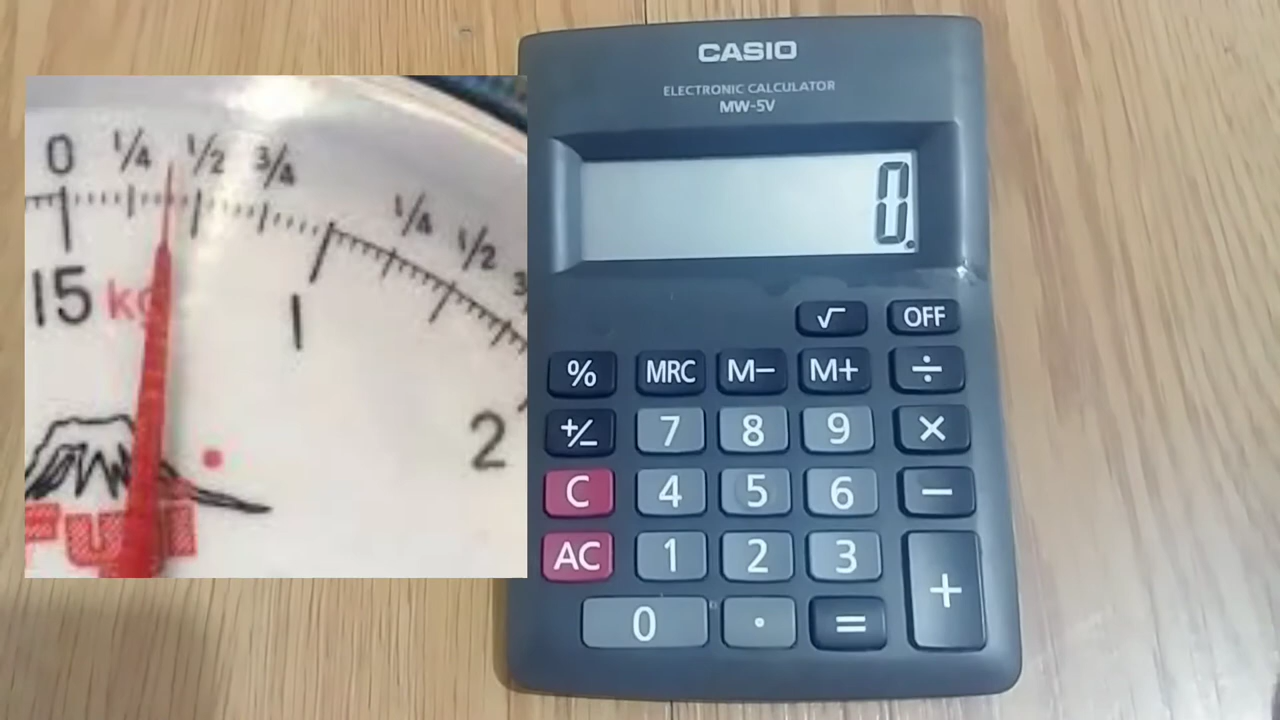 0 1/4 1/2 3/4
1/4 1/2
15 kg
1
2
Fuji
CASIO
ELECTRONIC CALCULATOR
MW-5V
0.
√ OFF
% MRC M− M+ ÷
+/− 7 8 9 ×
C 4 5 6 −
AC 1 2 3 +
0 · =